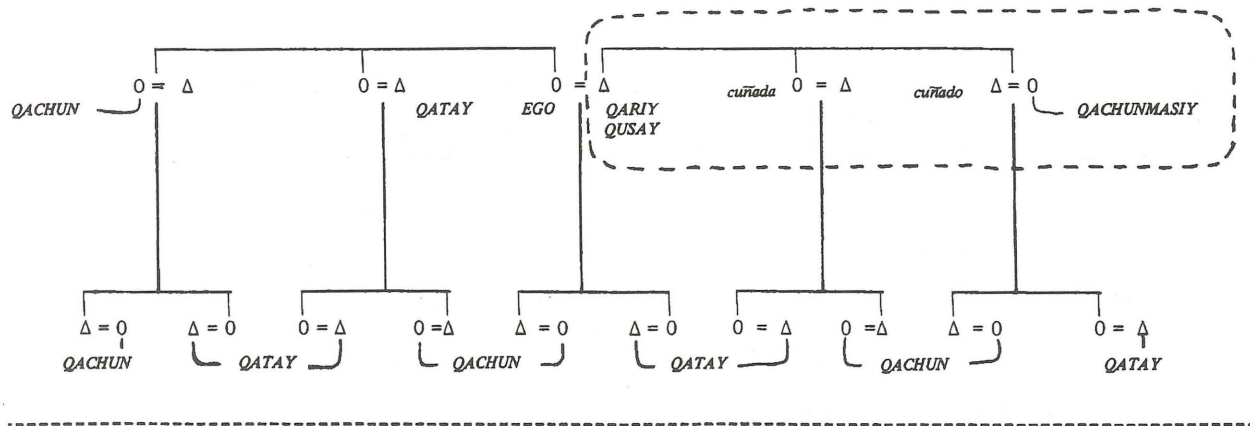 O = Δ O = Δ O = Δ cuñada O = Δ cuñado Δ = O
QACHUN QATAY EGO QARIY QACHUNMASIY
QUSAY
Δ = O Δ = O O = Δ O = Δ Δ = O Δ = O O = Δ O = Δ Δ = O O = Δ
QACHUN QATAY QACHUN QATAY QACHUN QATAY